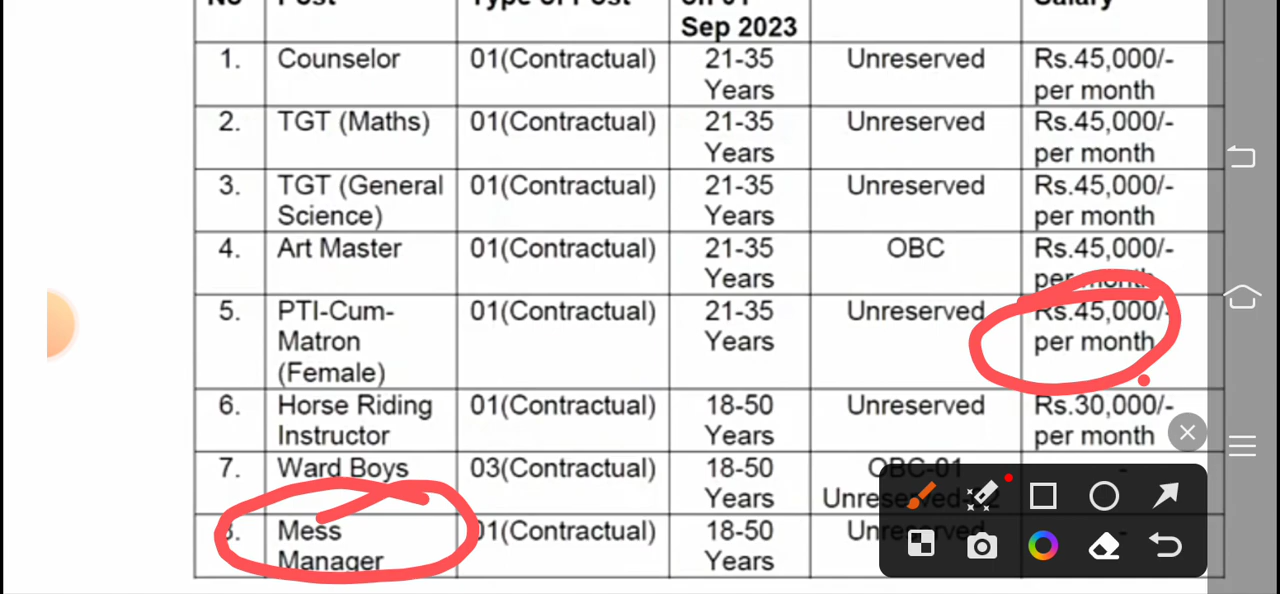 No Post Type of Post on 01 Salary
Sep 2023
1. Counselor 01(Contractual) 21-35 Unreserved Rs.45,000/-
Years per month
2. TGT (Maths) 01(Contractual) 21-35 Unreserved Rs.45,000/-
Years per month
3. TGT (General 01(Contractual) 21-35 Unreserved Rs.45,000/-
Science) Years per month
4. Art Master 01(Contractual) 21-35 OBC Rs.45,000/-
Years per month
5. PTI-Cum- 01(Contractual) 21-35 Unreserved Rs.45,000/-
Matron Years per month
(Female)
6. Horse Riding 01(Contractual) 18-50 Unreserved Rs.30,000/-
Instructor Years per month
7. Ward Boys 03(Contractual) 18-50 OBC-01 -
Years Unreserved-02
8. Mess 01(Contractual) 18-50 Unreserved
Manager Years